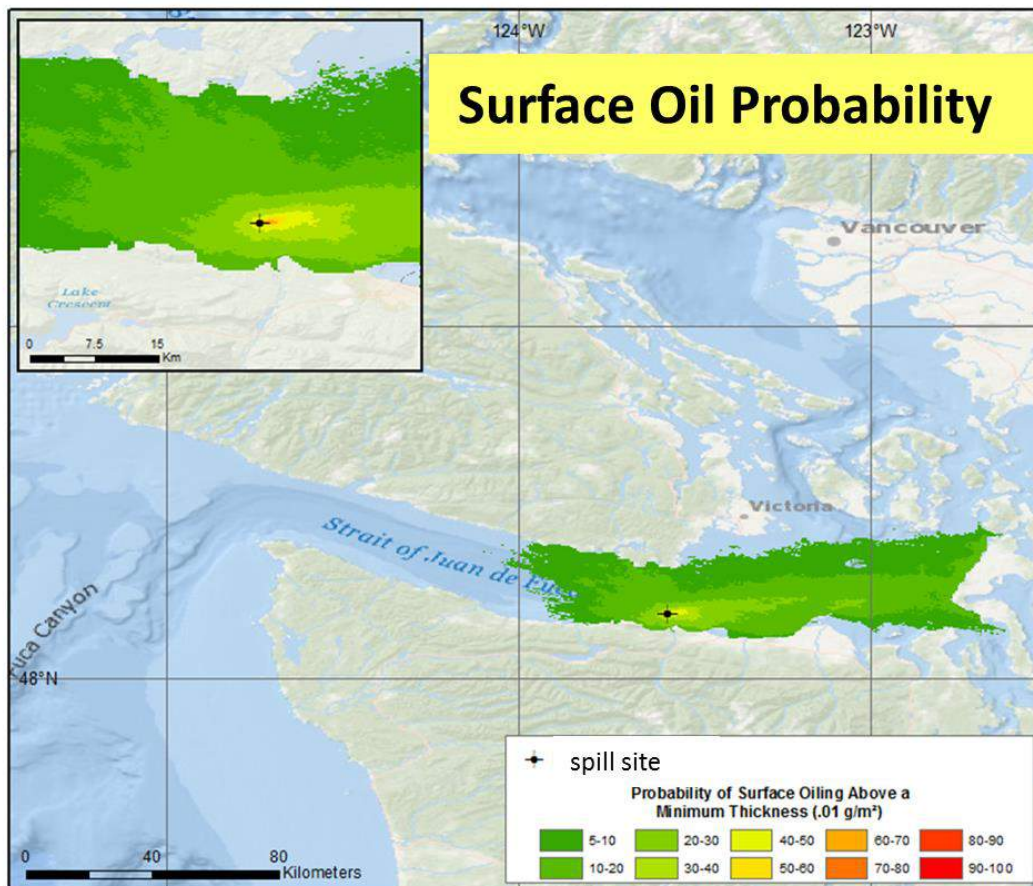 124°W
123°W
Surface Oil Probability
Lake
Crescent
0 7.5 15
Km
Vancouver
Victoria
Strait of Juan de Fuca
Fuca Canyon
48°N
spill site
Probability of Surface Oiling Above a
Minimum Thickness (.01 g/m²)
5-10 20-30 40-50 60-70 80-90
10-20 30-40 50-60 70-80 90-100
0 40 80
Kilometers